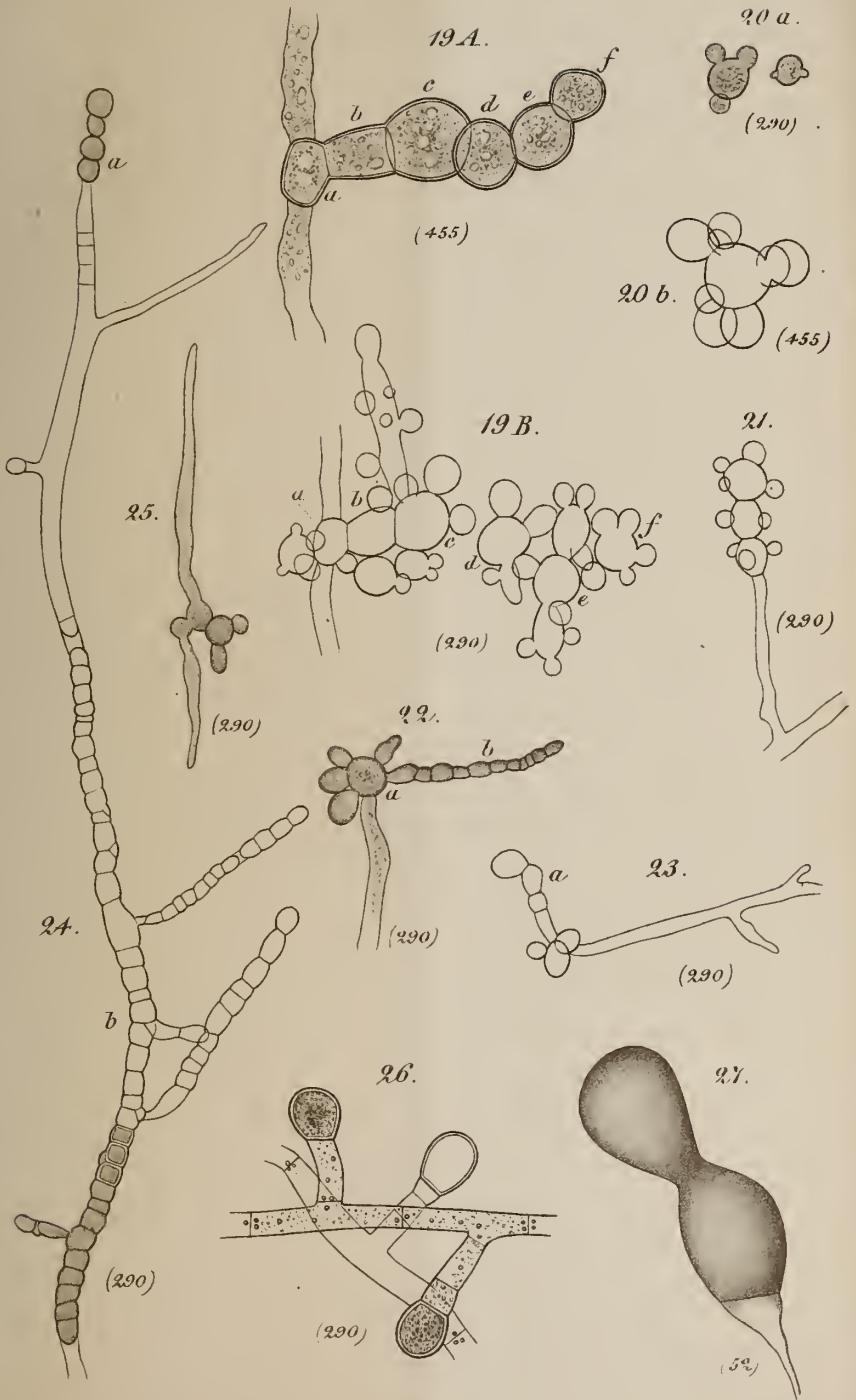 20 a.
(290)
19 A.
a
b
c
d
e
f
(455)
a
20 b.
(455)
19 B.
a
b
c
d
e
f
(290)
21.
(290)
25.
(290)
22.
a
b
(290)
23.
a
(290)
24.
b
(290)
26.
(290)
27.
(52)